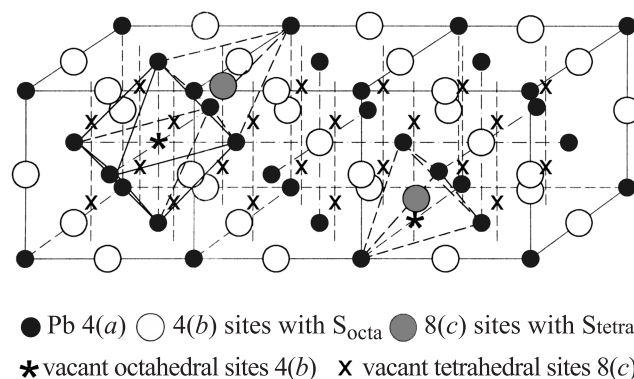 Pb 4(a) 4(b) sites with Socta 8(c) sites with Stetra
* vacant octahedral sites 4(b) x vacant tetrahedral sites 8(c)